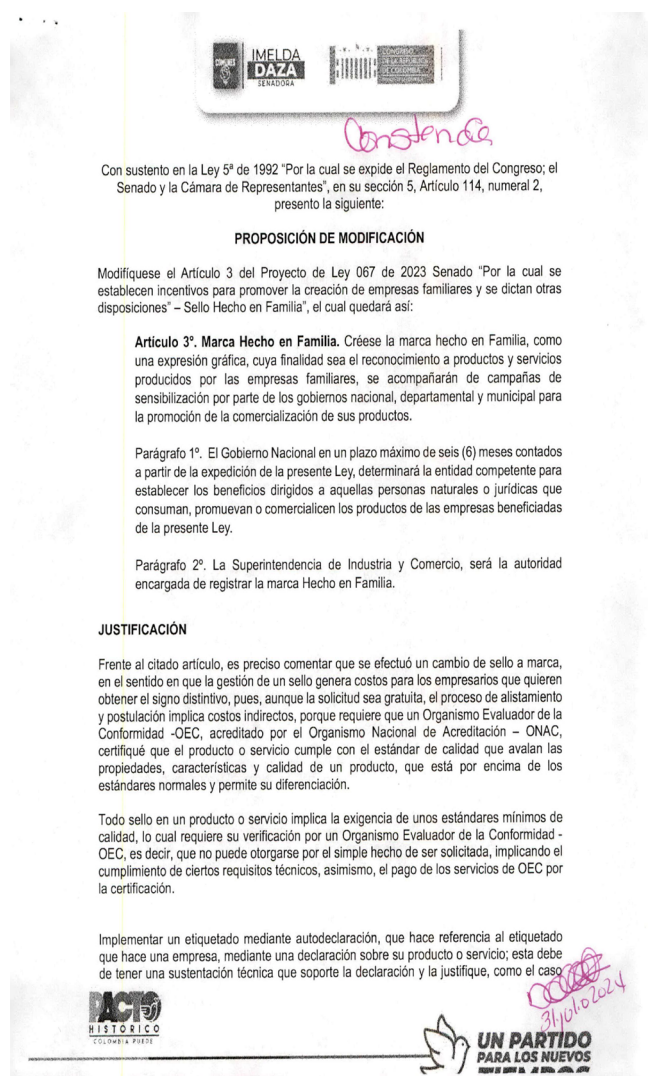 COMUNES
IMELDA
DAZA
SENADORA
CONGRESO
DE LA REPÚBLICA
DE COLOMBIA
Constancia
Con sustento en la Ley 5ª de 1992 “Por la cual se expide el Reglamento del Congreso; el
Senado y la Cámara de Representantes”, en su sección 5, Artículo 114, numeral 2,
presento la siguiente:
PROPOSICIÓN DE MODIFICACIÓN
Modifíquese el Artículo 3 del Proyecto de Ley 067 de 2023 Senado “Por la cual se
establecen incentivos para promover la creación de empresas familiares y se dictan otras
disposiciones” – Sello Hecho en Familia”, el cual quedará así:
Artículo 3°. Marca Hecho en Familia. Créese la marca hecho en Familia, como
una expresión gráfica, cuya finalidad sea el reconocimiento a productos y servicios
producidos por las empresas familiares, se acompañarán de campañas de
sensibilización por parte de los gobiernos nacional, departamental y municipal para
la promoción de la comercialización de sus productos.
Parágrafo 1º. El Gobierno Nacional en un plazo máximo de seis (6) meses contados
a partir de la expedición de la presente Ley, determinará la entidad competente para
establecer los beneficios dirigidos a aquellas personas naturales o jurídicas que
consuman, promuevan o comercialicen los productos de las empresas beneficiadas
de la presente Ley.
Parágrafo 2º. La Superintendencia de Industria y Comercio, será la autoridad
encargada de registrar la marca Hecho en Familia.
JUSTIFICACIÓN
Frente al citado artículo, es preciso comentar que se efectuó un cambio de sello a marca,
en el sentido en que la gestión de un sello genera costos para los empresarios que quieren
obtener el signo distintivo, pues, aunque la solicitud sea gratuita, el proceso de alistamiento
y postulación implica costos indirectos, porque requiere que un Organismo Evaluador de la
Conformidad -OEC, acreditado por el Organismo Nacional de Acreditación – ONAC,
certifiqué que el producto o servicio cumple con el estándar de calidad que avalan las
propiedades, características y calidad de un producto, que está por encima de los
estándares normales y permite su diferenciación.
Todo sello en un producto o servicio implica la exigencia de unos estándares mínimos de
calidad, lo cual requiere su verificación por un Organismo Evaluador de la Conformidad -
OEC, es decir, que no puede otorgarse por el simple hecho de ser solicitada, implicando el
cumplimiento de ciertos requisitos técnicos, asimismo, el pago de los servicios de OEC por
la certificación.
Implementar un etiquetado mediante autodeclaración, que hace referencia al etiquetado
que hace una empresa, mediante una declaración sobre su producto o servicio; esta debe
de tener una sustentación técnica que soporte la declaración y la justifique, como el caso
31 julio 2024
PACTO
HISTORICO
COLOMBIA PUEDE
UN PARTIDO
PARA LOS NUEVOS
TIEMPOS